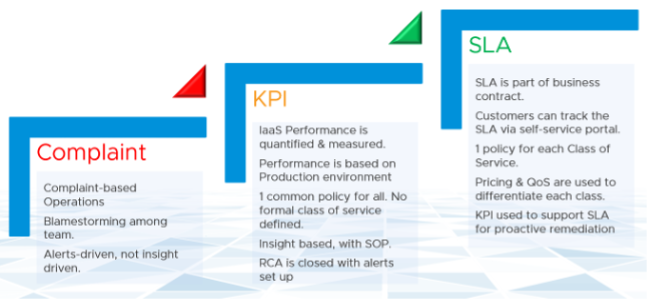 Complaint
Complaint-based
Operations
Blamestorming among
team.
Alerts-driven, not insight
driven.
KPI
IaaS Performance is
quantified & measured.
Performance is based on
Production environment
1 common policy for all. No
formal class of service
defined.
Insight based, with SOP.
RCA is closed with alerts
set up
SLA
SLA is part of business
contract.
Customers can track the
SLA via self-service portal.
1 policy for each Class of
Service.
Pricing & QoS are used to
differentiate each class.
KPI used to support SLA
for proactive remediation